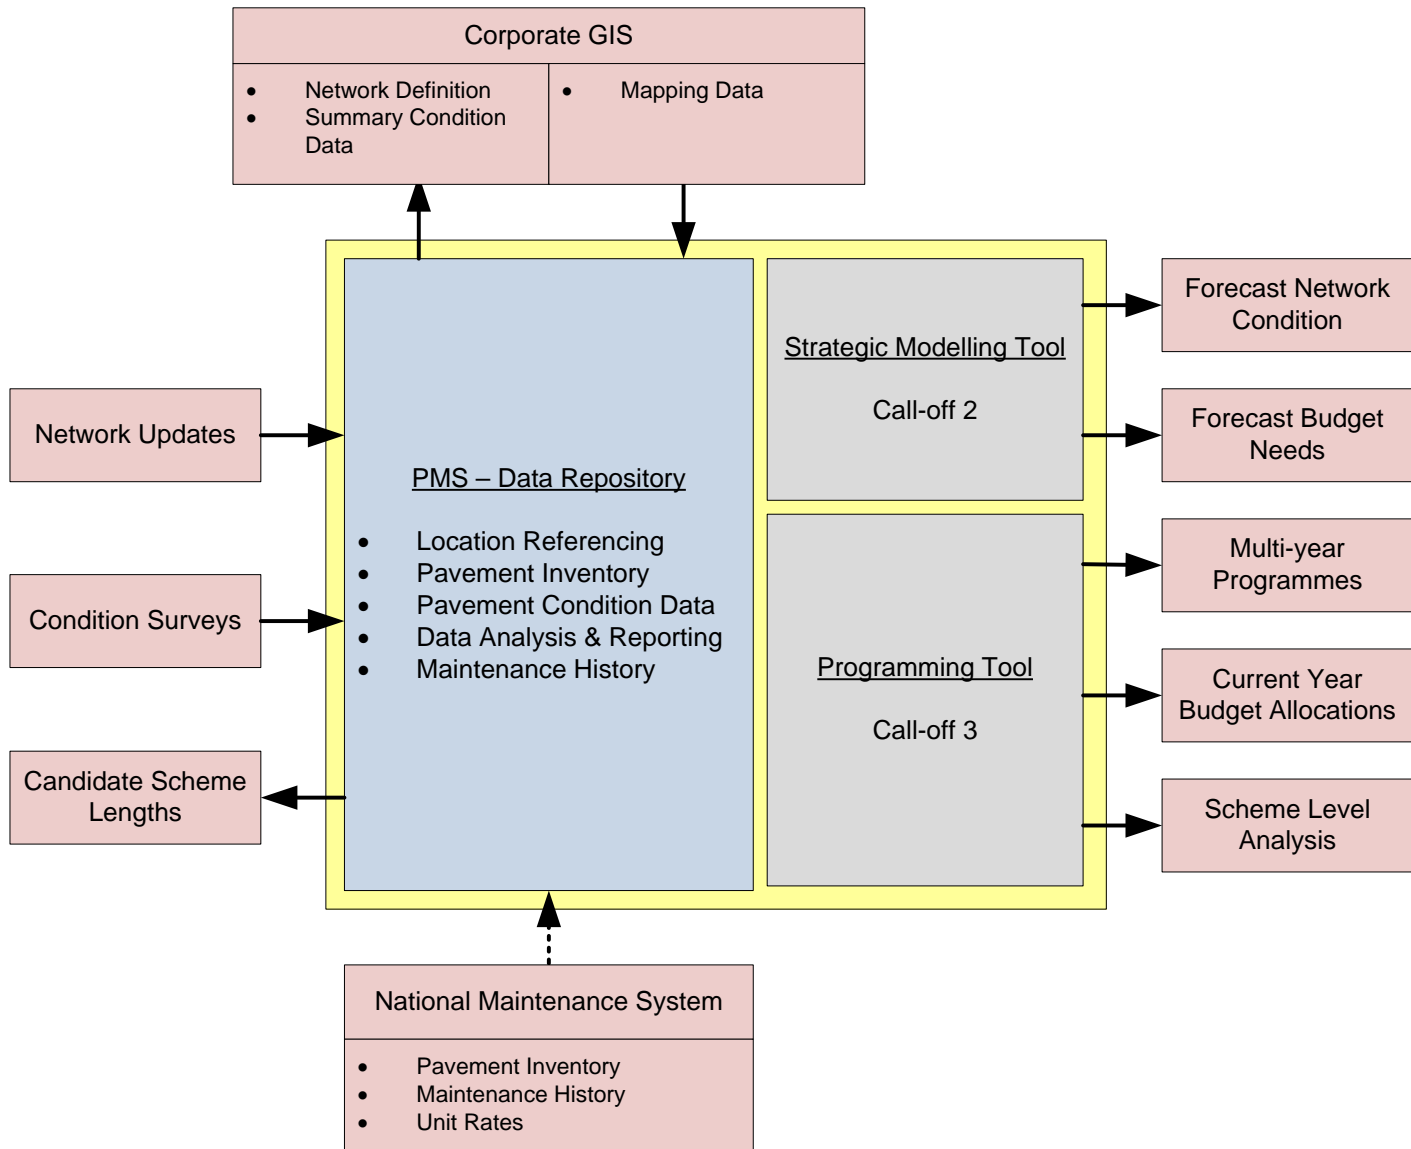 Corporate GIS
• Network Definition
• Summary Condition
Data
• Mapping Data
Network Updates
Condition Surveys
Candidate Scheme
Lengths
PMS – Data Repository
• Location Referencing
• Pavement Inventory
• Pavement Condition Data
• Data Analysis & Reporting
• Maintenance History
Strategic Modelling Tool
Call-off 2
Programming Tool
Call-off 3
Forecast Network
Condition
Forecast Budget
Needs
Multi-year
Programmes
Current Year
Budget Allocations
Scheme Level
Analysis
National Maintenance System
• Pavement Inventory
• Maintenance History
• Unit Rates